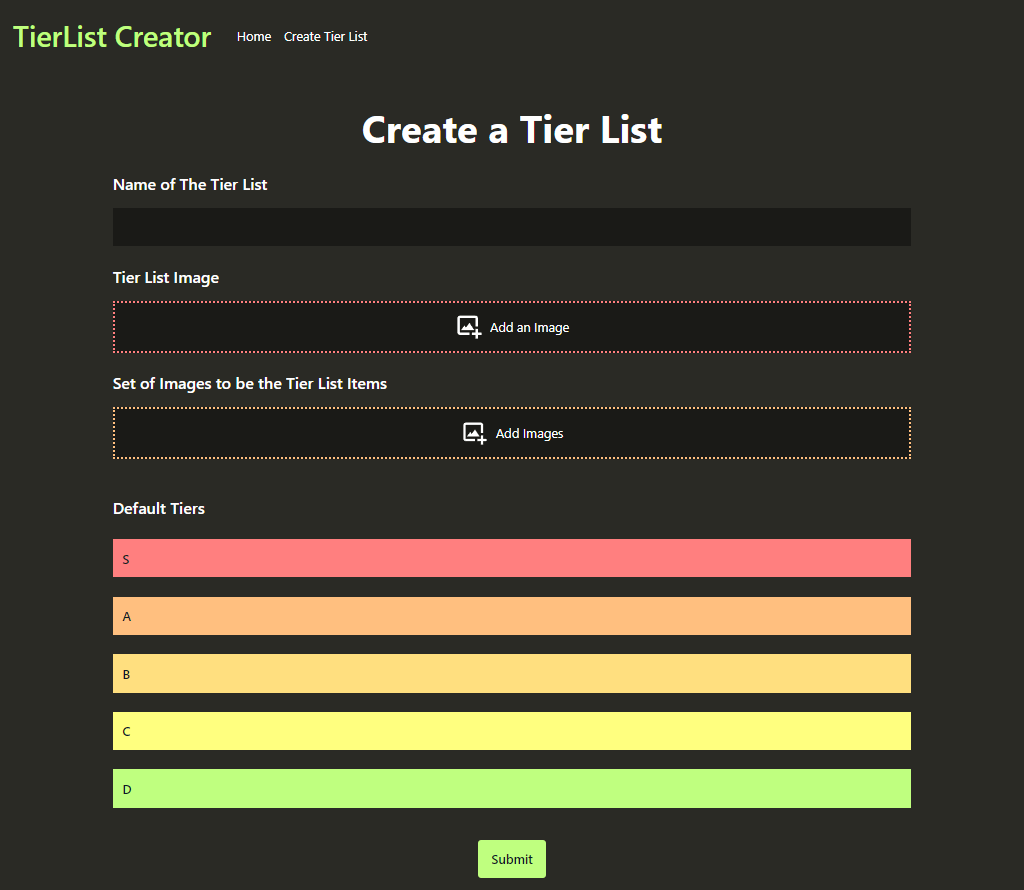 TierList Creator Home Create Tier List
Create a Tier List
Name of The Tier List
Tier List Image
Add an Image
Set of Images to be the Tier List Items
Add Images
Default Tiers
S
A
B
C
D
Submit